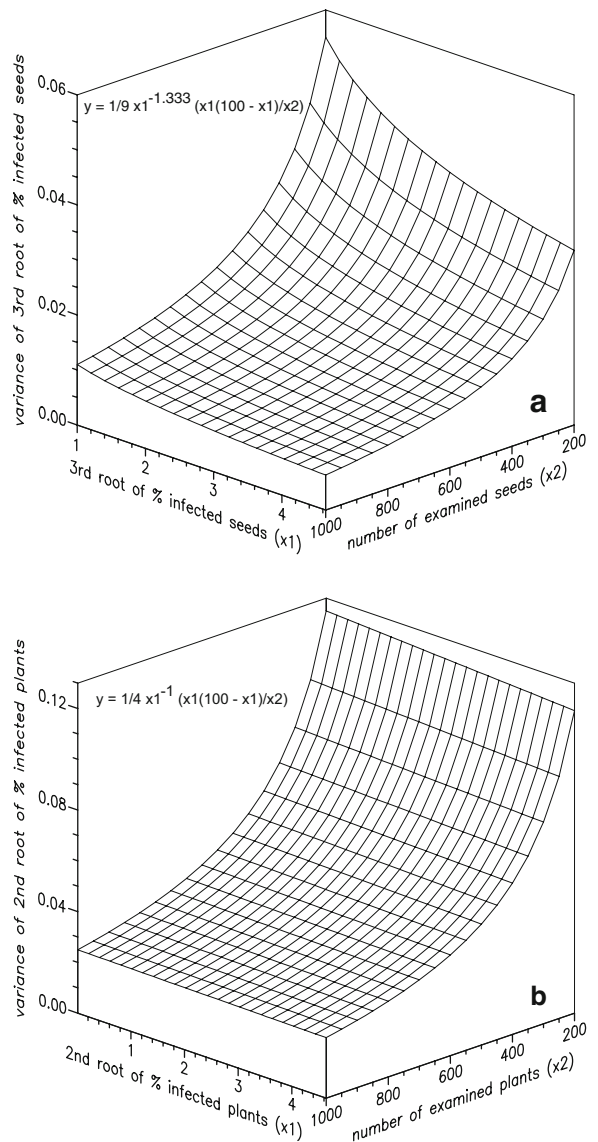 y = 1/9 x1^-1.333 (x1(100 - x1)/x2)
variance of 3rd root of % infected seeds
0.06
0.04
0.02
0.00
1
2
3
4
3rd root of % infected seeds (x1)
1000
800
600
400
200
number of examined seeds (x2)
a
y = 1/4 x1^-1 (x1(100 - x1)/x2)
variance of 2nd root of % infected plants
0.12
0.08
0.04
0.00
1
2
3
4
2nd root of % infected plants (x1)
1000
800
600
400
200
number of examined plants (x2)
b